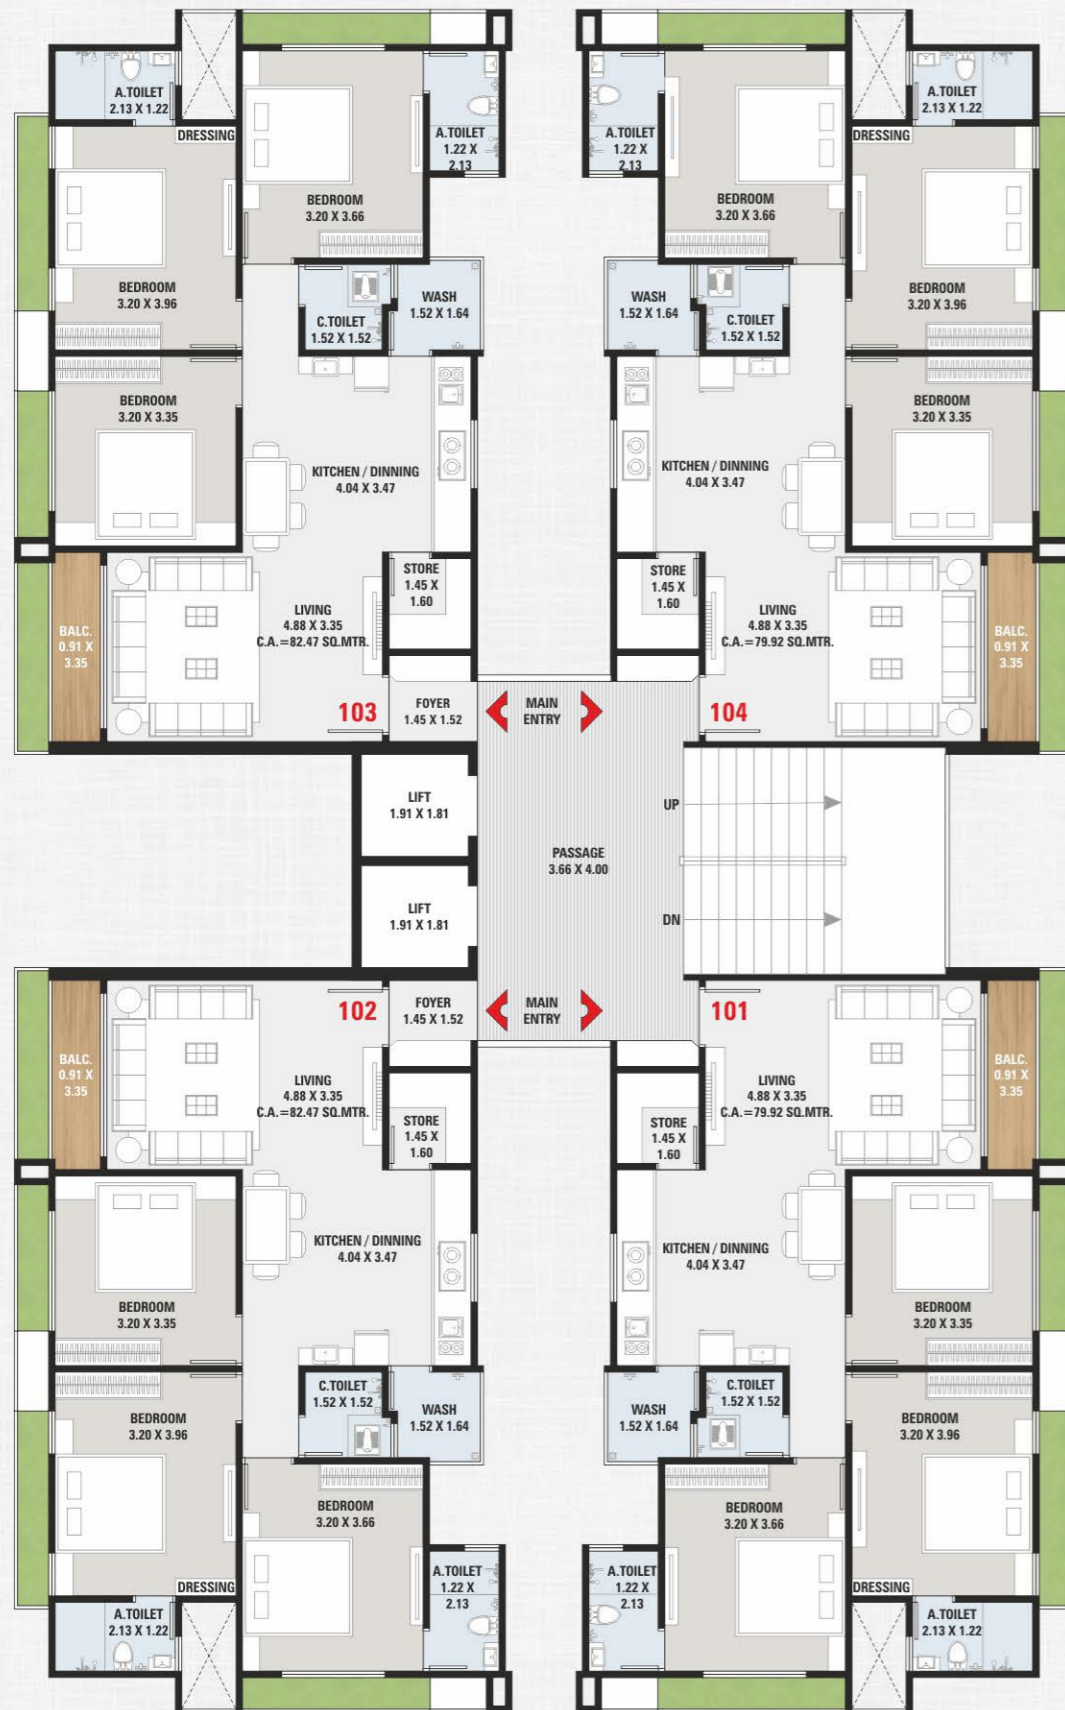 A.TOILET
2.13 X 1.22
DRESSING
BEDROOM
3.20 X 3.96
BEDROOM
3.20 X 3.66
A.TOILET
1.22 X
2.13
C.TOILET
1.52 X 1.52
WASH
1.52 X 1.64
BEDROOM
3.20 X 3.35
KITCHEN / DINNING
4.04 X 3.47
STORE
1.45 X
1.60
BALC.
0.91 X
3.35
LIVING
4.88 X 3.35
C.A.=82.47 SQ.MTR.
103
FOYER
1.45 X 1.52
MAIN
ENTRY
A.TOILET
1.22 X
2.13
BEDROOM
3.20 X 3.66
A.TOILET
2.13 X 1.22
DRESSING
BEDROOM
3.20 X 3.96
WASH
1.52 X 1.64
C.TOILET
1.52 X 1.52
BEDROOM
3.20 X 3.35
KITCHEN / DINNING
4.04 X 3.47
STORE
1.45 X
1.60
LIVING
4.88 X 3.35
C.A.=79.92 SQ.MTR.
BALC.
0.91 X
3.35
104
LIFT
1.91 X 1.81
LIFT
1.91 X 1.81
PASSAGE
3.66 X 4.00
UP
DN
102
FOYER
1.45 X 1.52
MAIN
ENTRY
BALC.
0.91 X
3.35
LIVING
4.88 X 3.35
C.A.=82.47 SQ.MTR.
STORE
1.45 X
1.60
KITCHEN / DINNING
4.04 X 3.47
BEDROOM
3.20 X 3.35
BEDROOM
3.20 X 3.96
C.TOILET
1.52 X 1.52
WASH
1.52 X 1.64
BEDROOM
3.20 X 3.66
DRESSING
A.TOILET
2.13 X 1.22
A.TOILET
1.22 X
2.13
101
LIVING
4.88 X 3.35
C.A.=79.92 SQ.MTR.
BALC.
0.91 X
3.35
STORE
1.45 X
1.60
KITCHEN / DINNING
4.04 X 3.47
BEDROOM
3.20 X 3.35
WASH
1.52 X 1.64
C.TOILET
1.52 X 1.52
BEDROOM
3.20 X 3.96
BEDROOM
3.20 X 3.66
A.TOILET
1.22 X
2.13
DRESSING
A.TOILET
2.13 X 1.22